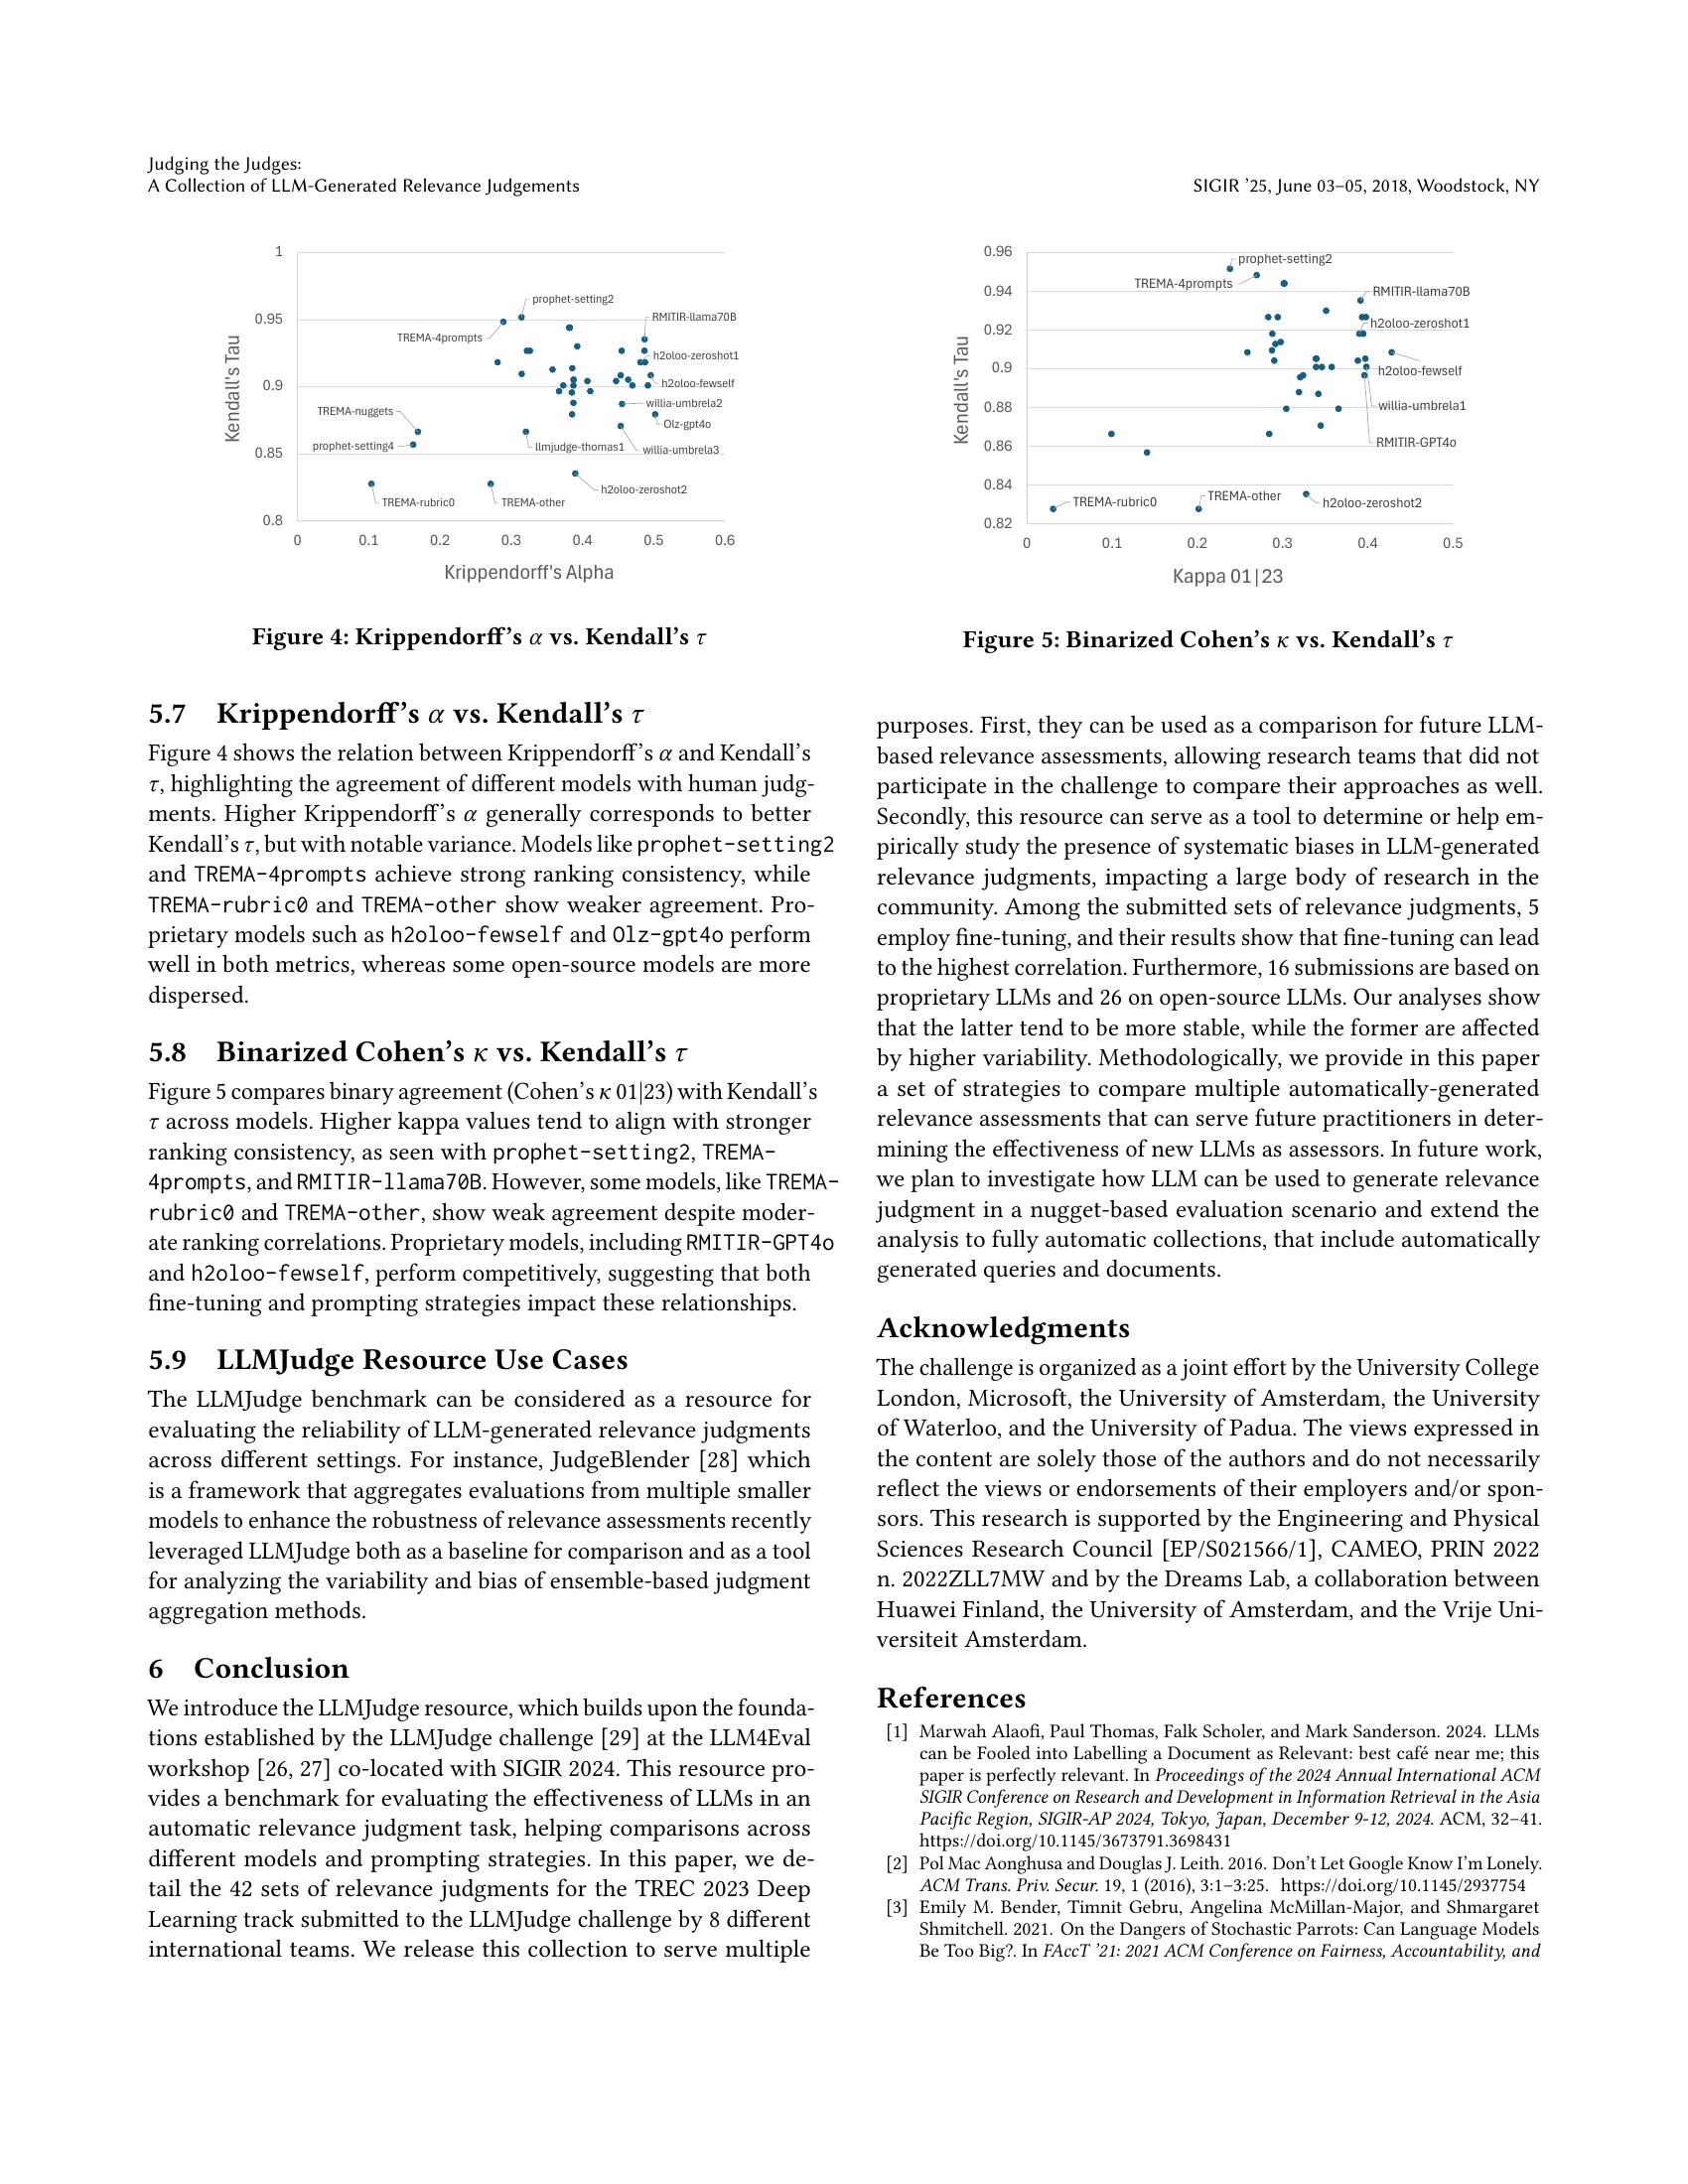 Judging the Judges:
A Collection of LLM-Generated Relevance Judgements
SIGIR ’25, June 03–05, 2018, Woodstock, NY
1
0.95
0.9
0.85
0.8
Kendall's Tau
prophet-setting2
TREMA-4prompts
RMITIR-llama70B
h2oloo-zeroshot1
h2oloo-fewself
willia-umbrela2
Olz-gpt4o
TREMA-nuggets
prophet-setting4
llmjudge-thomas1
willia-umbrela3
h2oloo-zeroshot2
TREMA-rubric0
TREMA-other
0 0.1 0.2 0.3 0.4 0.5 0.6
Krippendorff's Alpha
Figure 4: Krippendorff’s α vs. Kendall’s τ
0.96
0.94
0.92
0.9
0.88
0.86
0.84
0.82
Kendall's Tau
prophet-setting2
TREMA-4prompts
RMITIR-llama70B
h2oloo-zeroshot1
h2oloo-fewself
willia-umbrela1
RMITIR-GPT4o
TREMA-rubric0
TREMA-other
h2oloo-zeroshot2
0 0.1 0.2 0.3 0.4 0.5
Kappa 01|23
Figure 5: Binarized Cohen’s κ vs. Kendall’s τ
5.7 Krippendorff’s α vs. Kendall’s τ
Figure 4 shows the relation between Krippendorff’s α and Kendall’s
τ, highlighting the agreement of different models with human judg-
ments. Higher Krippendorff’s α generally corresponds to better
Kendall’s τ, but with notable variance. Models like prophet-setting2
and TREMA-4prompts achieve strong ranking consistency, while
TREMA-rubric0 and TREMA-other show weaker agreement. Pro-
prietary models such as h2oloo-fewself and Olz-gpt4o perform
well in both metrics, whereas some open-source models are more
dispersed.
5.8 Binarized Cohen’s κ vs. Kendall’s τ
Figure 5 compares binary agreement (Cohen’s κ 01|23) with Kendall’s
τ across models. Higher kappa values tend to align with stronger
ranking consistency, as seen with prophet-setting2, TREMA-
4prompts, and RMITIR-llama70B. However, some models, like TREMA-
rubric0 and TREMA-other, show weak agreement despite moder-
ate ranking correlations. Proprietary models, including RMITIR-GPT4o
and h2oloo-fewself, perform competitively, suggesting that both
fine-tuning and prompting strategies impact these relationships.
5.9 LLMJudge Resource Use Cases
The LLMJudge benchmark can be considered as a resource for
evaluating the reliability of LLM-generated relevance judgments
across different settings. For instance, JudgeBlender [28] which
is a framework that aggregates evaluations from multiple smaller
models to enhance the robustness of relevance assessments recently
leveraged LLMJudge both as a baseline for comparison and as a tool
for analyzing the variability and bias of ensemble-based judgment
aggregation methods.
6 Conclusion
We introduce the LLMJudge resource, which builds upon the founda-
tions established by the LLMJudge challenge [29] at the LLM4Eval
workshop [26, 27] co-located with SIGIR 2024. This resource pro-
vides a benchmark for evaluating the effectiveness of LLMs in an
automatic relevance judgment task, helping comparisons across
different models and prompting strategies. In this paper, we de-
tail the 42 sets of relevance judgments for the TREC 2023 Deep
Learning track submitted to the LLMJudge challenge by 8 different
international teams. We release this collection to serve multiple
purposes. First, they can be used as a comparison for future LLM-
based relevance assessments, allowing research teams that did not
participate in the challenge to compare their approaches as well.
Secondly, this resource can serve as a tool to determine or help em-
pirically study the presence of systematic biases in LLM-generated
relevance judgments, impacting a large body of research in the
community. Among the submitted sets of relevance judgments, 5
employ fine-tuning, and their results show that fine-tuning can lead
to the highest correlation. Furthermore, 16 submissions are based on
proprietary LLMs and 26 on open-source LLMs. Our analyses show
that the latter tend to be more stable, while the former are affected
by higher variability. Methodologically, we provide in this paper
a set of strategies to compare multiple automatically-generated
relevance assessments that can serve future practitioners in deter-
mining the effectiveness of new LLMs as assessors. In future work,
we plan to investigate how LLM can be used to generate relevance
judgment in a nugget-based evaluation scenario and extend the
analysis to fully automatic collections, that include automatically
generated queries and documents.
Acknowledgments
The challenge is organized as a joint effort by the University College
London, Microsoft, the University of Amsterdam, the University
of Waterloo, and the University of Padua. The views expressed in
the content are solely those of the authors and do not necessarily
reflect the views or endorsements of their employers and/or spon-
sors. This research is supported by the Engineering and Physical
Sciences Research Council [EP/S021566/1], CAMEO, PRIN 2022
n. 2022ZLL7MW and by the Dreams Lab, a collaboration between
Huawei Finland, the University of Amsterdam, and the Vrije Uni-
versiteit Amsterdam.
References
[1] Marwah Alaofi, Paul Thomas, Falk Scholer, and Mark Sanderson. 2024. LLMs
can be Fooled into Labelling a Document as Relevant: best café near me; this
paper is perfectly relevant. In Proceedings of the 2024 Annual International ACM
SIGIR Conference on Research and Development in Information Retrieval in the Asia
Pacific Region, SIGIR-AP 2024, Tokyo, Japan, December 9-12, 2024. ACM, 32–41.
https://doi.org/10.1145/3673791.3698431
[2] Pol Mac Aonghusa and Douglas J. Leith. 2016. Don’t Let Google Know I’m Lonely.
ACM Trans. Priv. Secur. 19, 1 (2016), 3:1–3:25. https://doi.org/10.1145/2937754
[3] Emily M. Bender, Timnit Gebru, Angelina McMillan-Major, and Shmargaret
Shmitchell. 2021. On the Dangers of Stochastic Parrots: Can Language Models
Be Too Big?. In FAccT ’21: 2021 ACM Conference on Fairness, Accountability, and